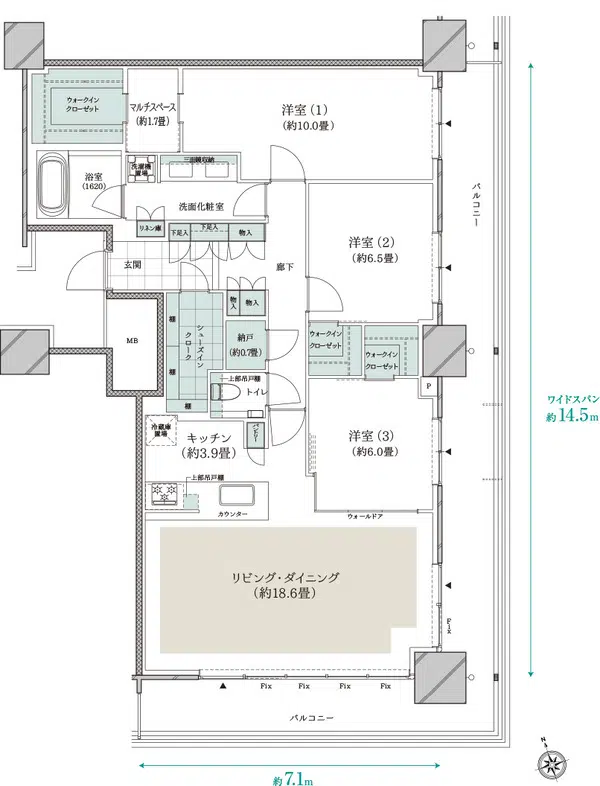 ウォークイン
クローゼット
マルチスペース
(約1.7畳)
洋室(1)
(約10.0畳)
浴室
(1620)
洗濯機
置場
三面鏡収納
洗面化粧室
リネン庫
下足入
下足入
物入
玄関
廊下
洋室(2)
(約6.5畳)
バルコニー
物入
物入
シューズイン
クローク
棚
棚
棚
MB
納戸
(約0.7畳)
ウォークイン
クローゼット
ウォークイン
クローゼット
P
上部吊戸棚
トイレ
ワイドスパン
約14.5m
冷蔵庫
置場
キッチン
(約3.9畳)
パントリー
洋室(3)
(約6.0畳)
上部吊戸棚
カウンター
ウォールドア
リビング・ダイニング
(約18.6畳)
Fix
Fix
Fix
Fix
Fix
バルコニー
N
約7.1m